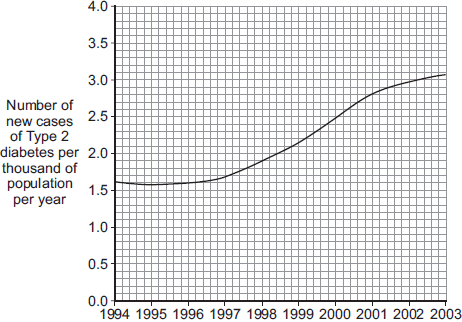 4.0
3.5
3.0
2.5
2.0
1.5
1.0
0.5
0.0
Number of
new cases
of Type 2
diabetes per
thousand of
population
per year
1994 1995 1996 1997 1998 1999 2000 2001 2002 2003